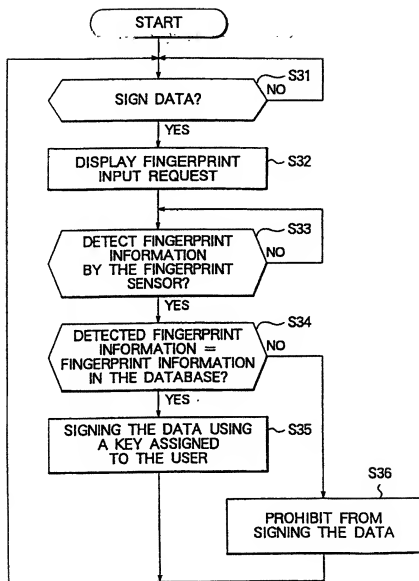 START
S31
SIGN DATA?
NO
YES
DISPLAY FINGERPRINT
INPUT REQUEST
S32
S33
DETECT FINGERPRINT
INFORMATION
BY THE FINGERPRINT
SENSOR?
NO
YES
S34
DETECTED FINGERPRINT
INFORMATION =
FINGERPRINT INFORMATION
IN THE DATABASE?
NO
YES
SIGNING THE DATA USING
A KEY ASSIGNED
TO THE USER
S35
S36
PROHIBIT FROM
SIGNING THE DATA